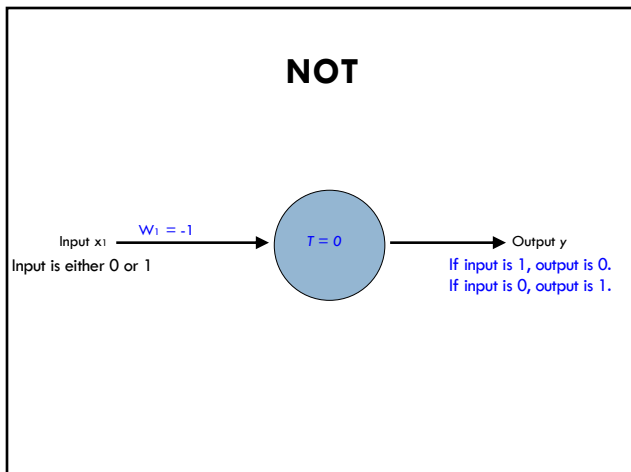 NOT
W₁ = -1
T = 0
Input x₁
Output y
Input is either 0 or 1
If input is 1, output is 0.
If input is 0, output is 1.